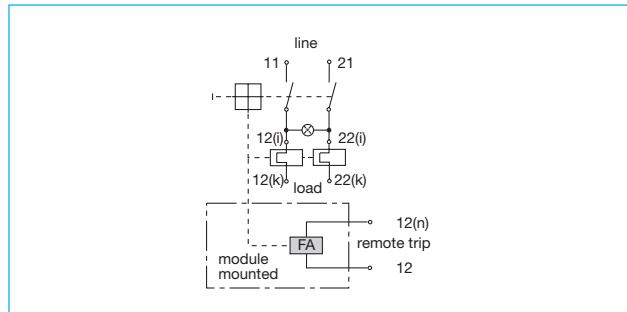 line
11 21
12(i) 22(i)
12(k) 22(k)
load
12(n)
FA remote trip
module
mounted 12